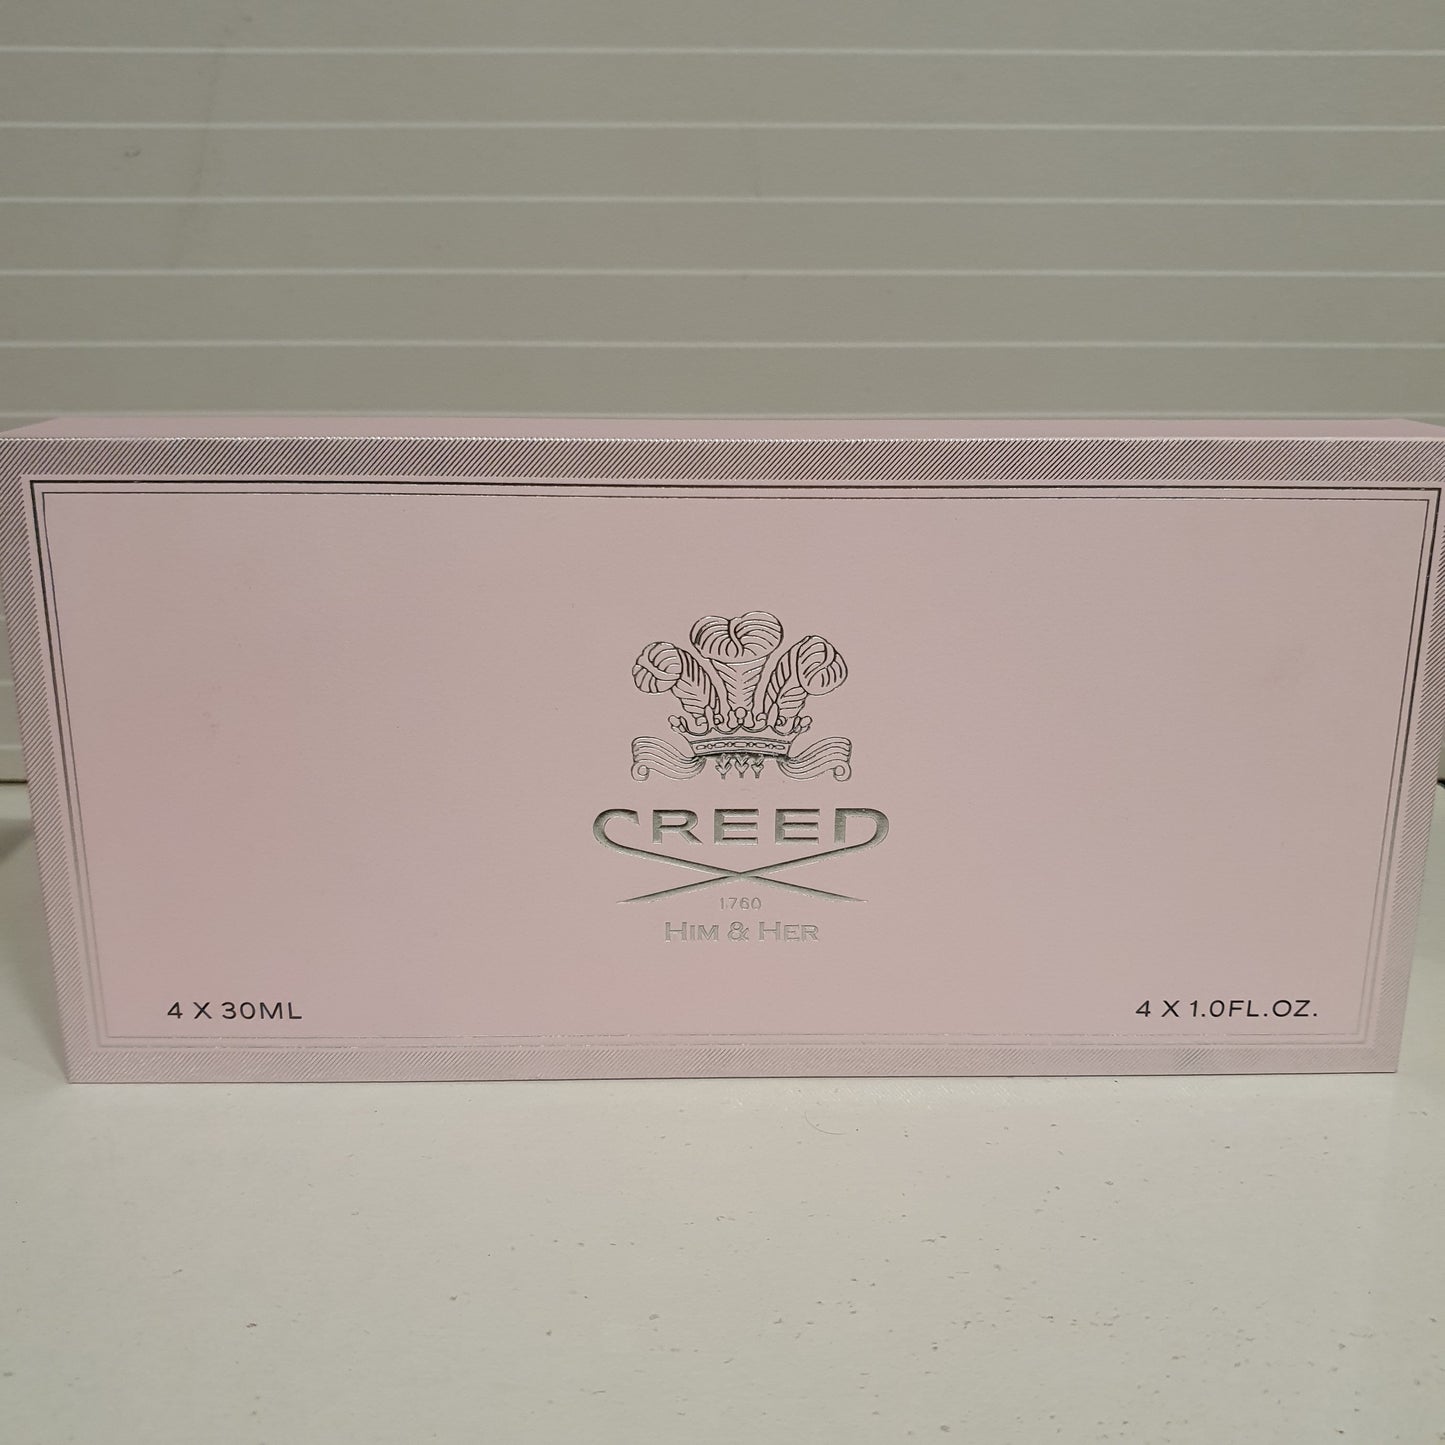 CREED
1760
HIM & HER
4 X 30ML
4 X 1.0FL.OZ.